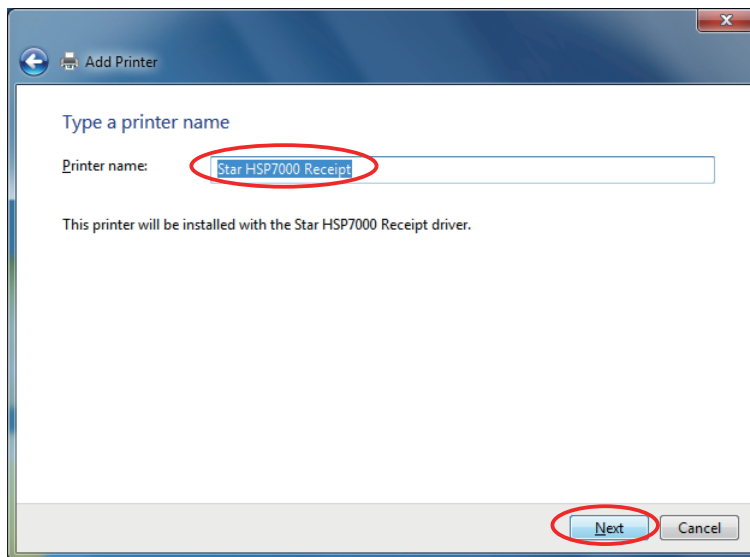 Add Printer
Type a printer name
Printer name: Star HSP7000 Receipt
This printer will be installed with the Star HSP7000 Receipt driver.
Next Cancel